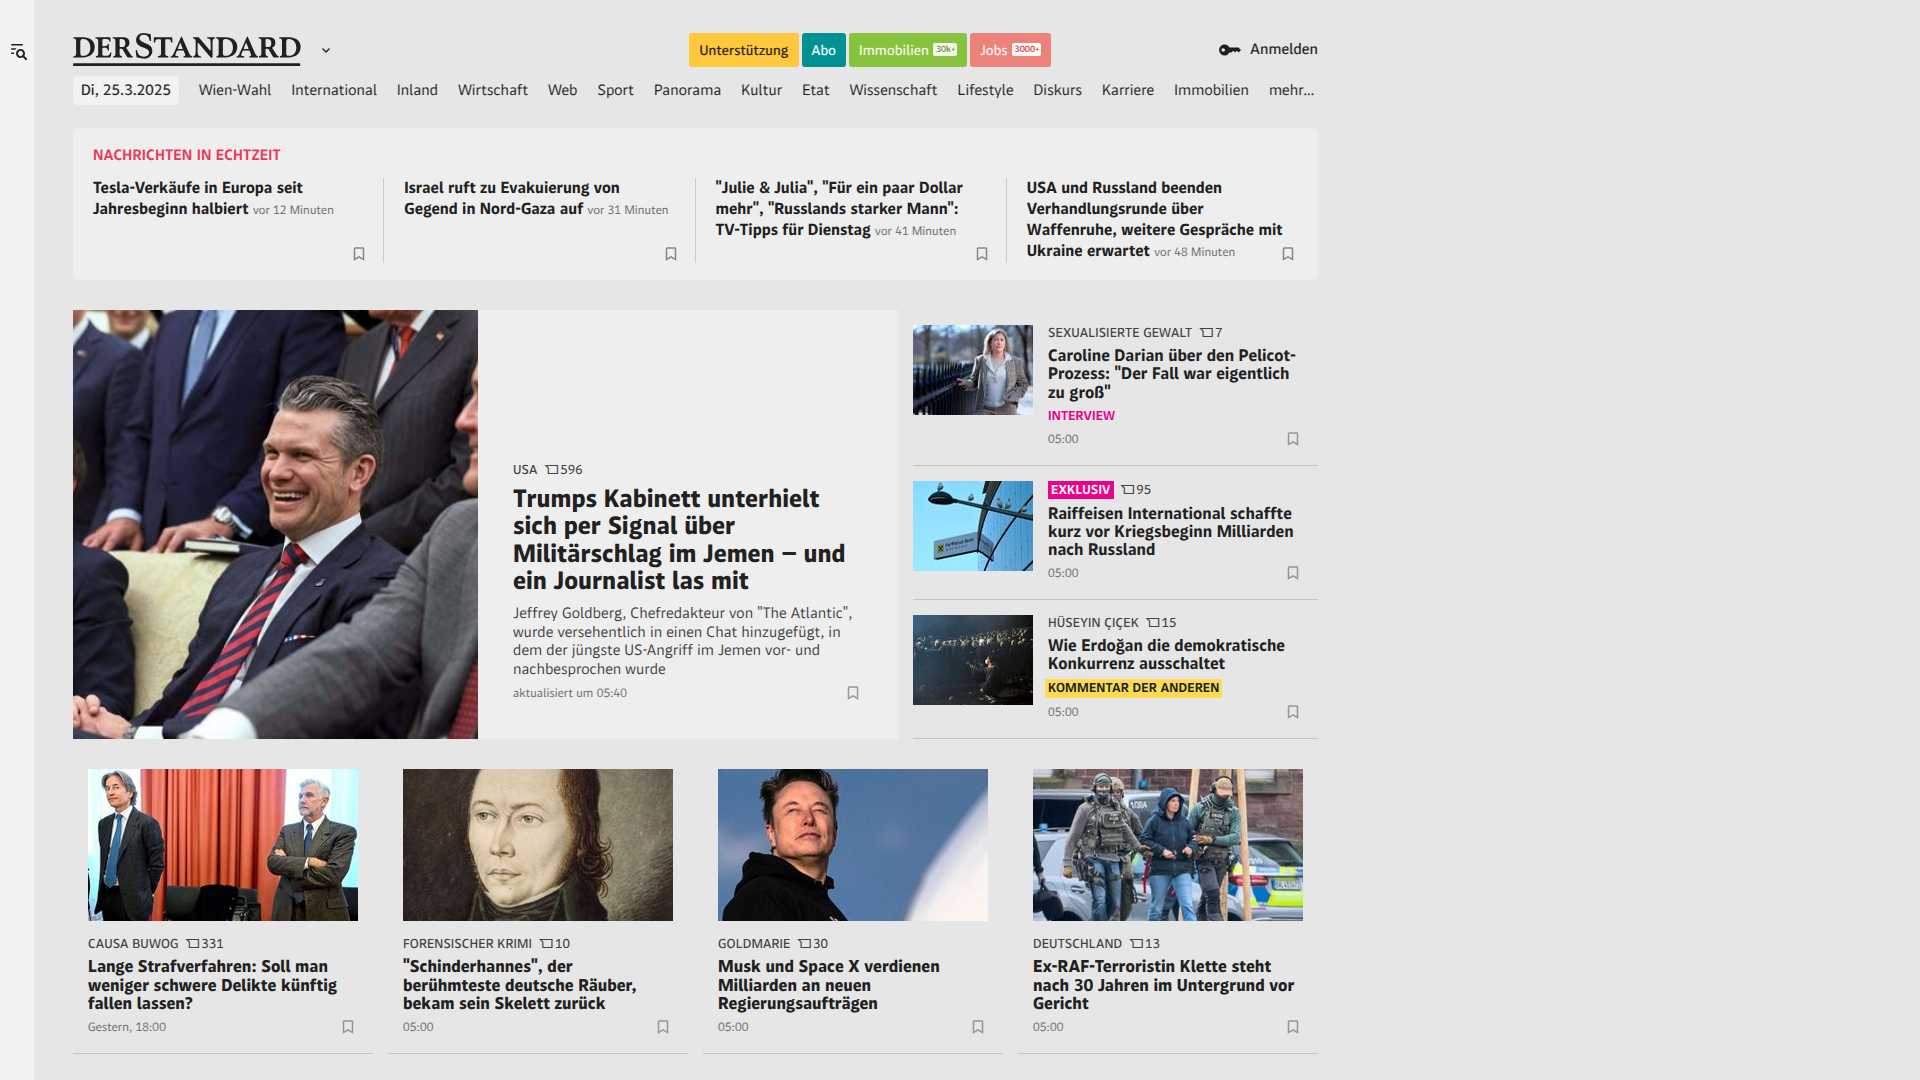 DERSTANDARD
Unterstützung
Abo
Immobilien 30k+
Jobs 3000+
Anmelden
Di, 25.3.2025
Wien-Wahl
International
Inland
Wirtschaft
Web
Sport
Panorama
Kultur
Etat
Wissenschaft
Lifestyle
Diskurs
Karriere
Immobilien
mehr...
NACHRICHTEN IN ECHTZEIT
Tesla-Verkäufe in Europa seit
Jahresbeginn halbiert vor 12 Minuten
Israel ruft zu Evakuierung von
Gegend in Nord-Gaza auf vor 31 Minuten
"Julie & Julia", "Für ein paar Dollar
mehr", "Russlands starker Mann":
TV-Tipps für Dienstag vor 41 Minuten
USA und Russland beenden
Verhandlungsrunde über
Waffenruhe, weitere Gespräche mit
Ukraine erwartet vor 48 Minuten
USA 596
Trumps Kabinett unterhielt
sich per Signal über
Militärschlag im Jemen – und
ein Journalist las mit
Jeffrey Goldberg, Chefredakteur von "The Atlantic",
wurde versehentlich in einen Chat hinzugefügt, in
dem der jüngste US-Angriff im Jemen vor- und
nachbesprochen wurde
aktualisiert um 05:40
SEXUALISIERTE GEWALT 7
Caroline Darian über den Pelicot-
Prozess: "Der Fall war eigentlich
zu groß"
INTERVIEW
05:00
EXKLUSIV 95
Raiffeisen International schaffte
kurz vor Kriegsbeginn Milliarden
nach Russland
05:00
HÜSEYIN ÇIÇEK 15
Wie Erdoğan die demokratische
Konkurrenz ausschaltet
KOMMENTAR DER ANDEREN
05:00
CAUSA BUWOG 331
Lange Strafverfahren: Soll man
weniger schwere Delikte künftig
fallen lassen?
Gestern, 18:00
FORENSISCHER KRIMI 10
"Schinderhannes", der
berühmteste deutsche Räuber,
bekam sein Skelett zurück
05:00
GOLDMARIE 30
Musk und Space X verdienen
Milliarden an neuen
Regierungsaufträgen
05:00
DEUTSCHLAND 13
Ex-RAF-Terroristin Klette steht
nach 30 Jahren im Untergrund vor
Gericht
05:00